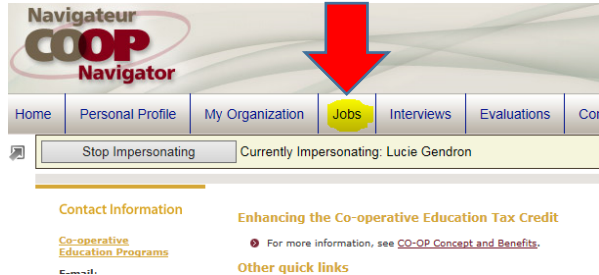 Navigateur
COOP
Navigator
Home Personal Profile My Organization Jobs Interviews Evaluations
Stop Impersonating Currently Impersonating: Lucie Gendron
Contact Information
Co-operative
Education Programs
E-mail:
Enhancing the Co-operative Education Tax Credit
For more information, see CO-OP Concept and Benefits.
Other quick links